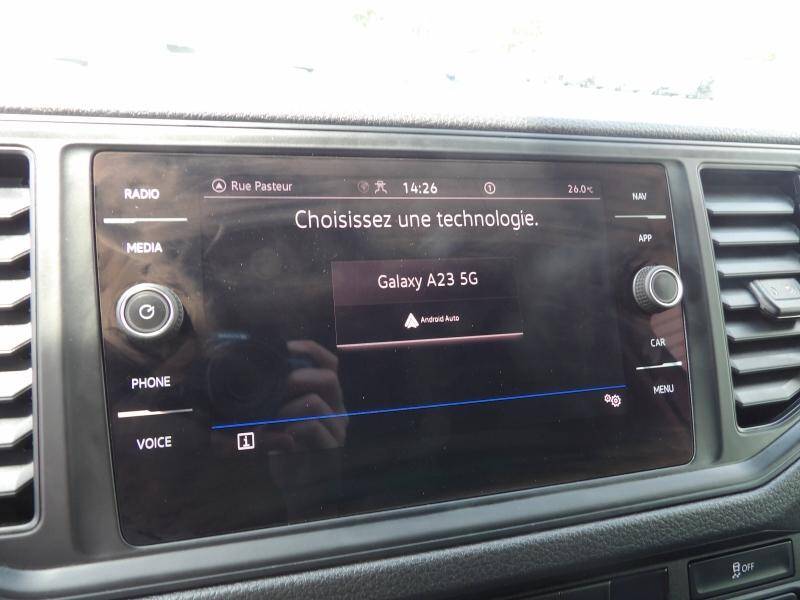 RADIO
MEDIA
PHONE
VOICE
Rue Pasteur
14:26
1
26.0°C
Choisissez une technologie.
Galaxy A23 5G
Android Auto
i
NAV
APP
CAR
MENU
OFF